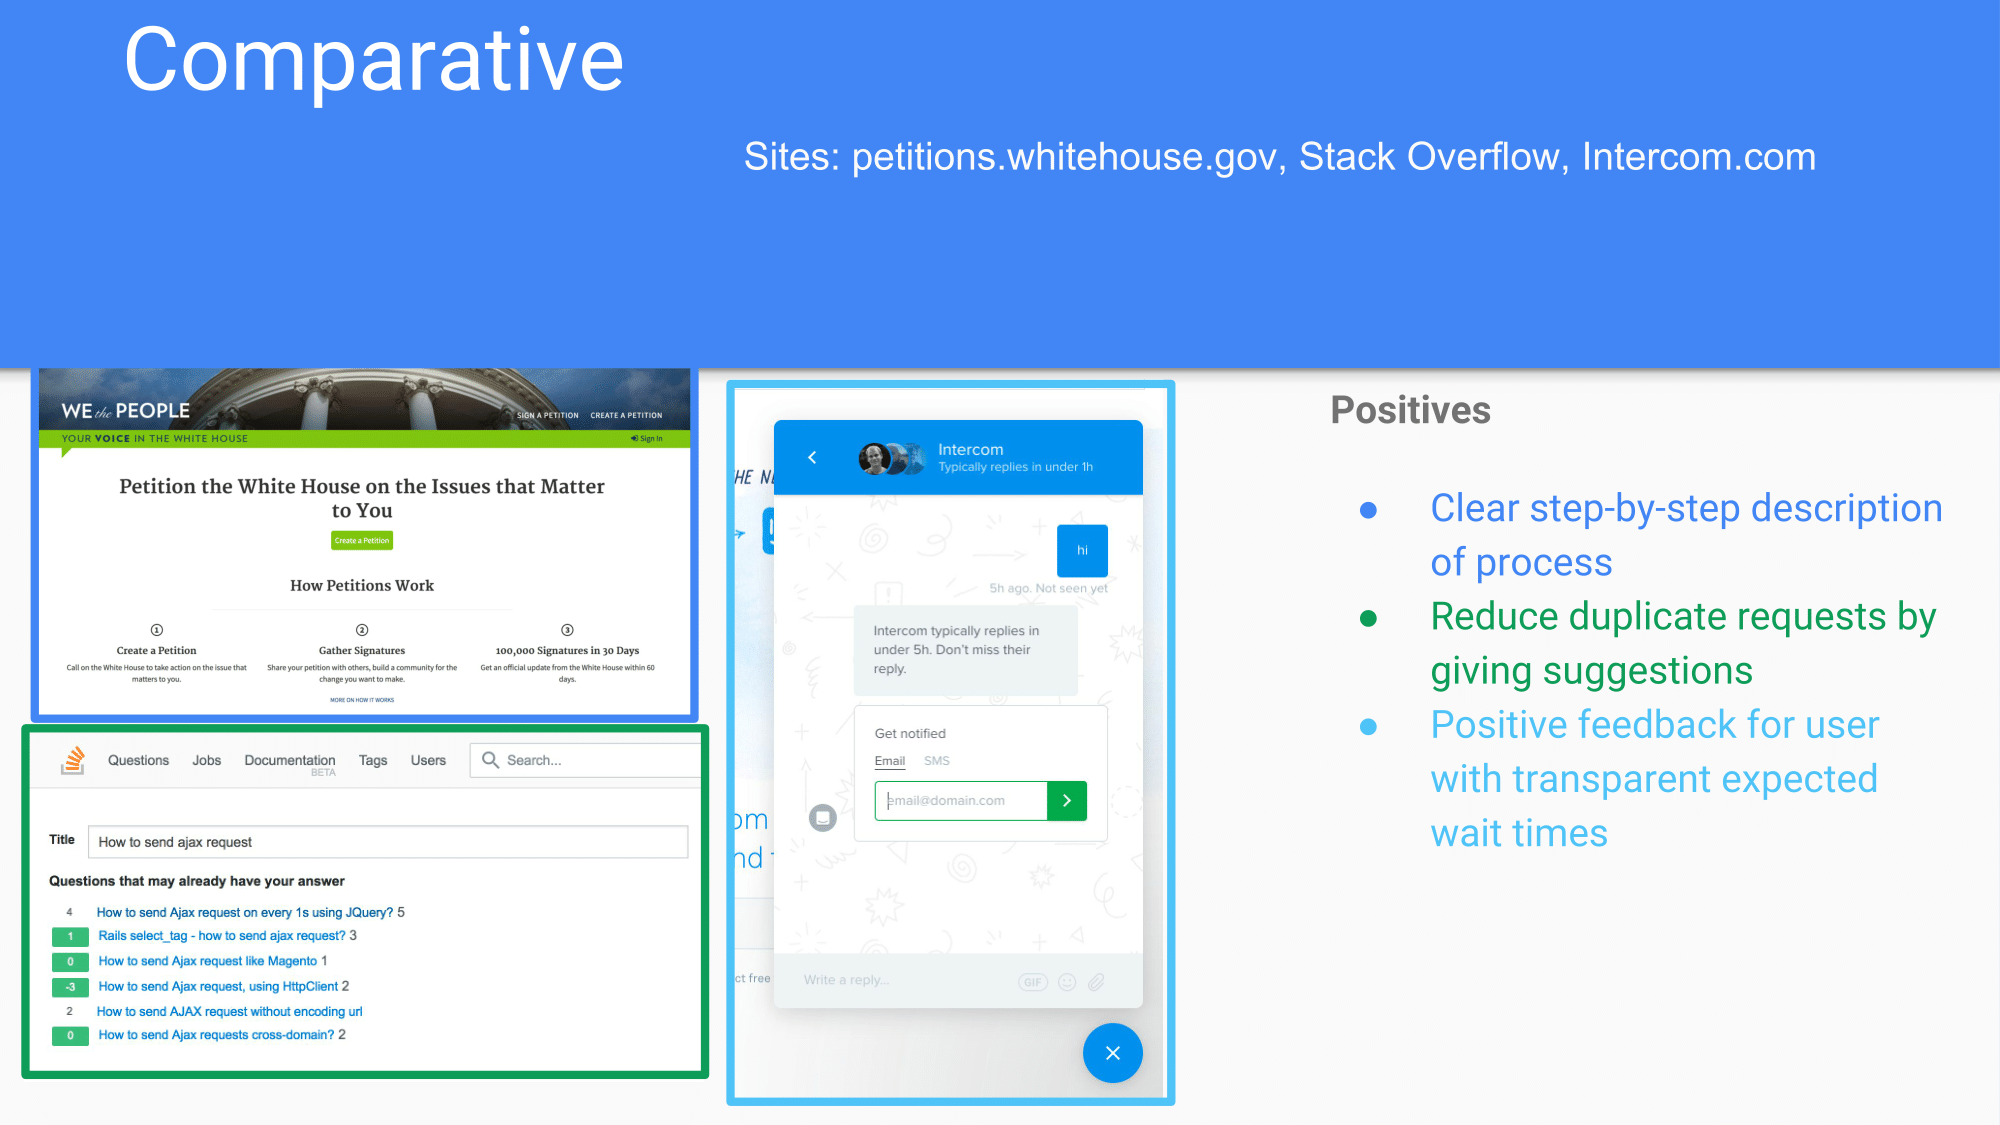 Comparative
Sites: petitions.whitehouse.gov, Stack Overflow, Intercom.com
WE the PEOPLE
SIGN A PETITION CREATE A PETITION
YOUR VOICE IN THE WHITE HOUSE
Sign In
Petition the White House on the Issues that Matter
to You
Create a Petition
How Petitions Work
1
Create a Petition
Call on the White House to take action on the issue that
matters to you.
2
Gather Signatures
Share your petition with others, build a community for the
change you want to make.
3
100,000 Signatures in 30 Days
Get an official update from the White House within 60
days.
MORE ON HOW IT WORKS
Questions Jobs Documentation Tags Users Search...
BETA
Title How to send ajax request
Questions that may already have your answer
4 How to send Ajax request on every 1s using JQuery? 5
1 Rails select_tag - how to send ajax request? 3
0 How to send Ajax request like Magento 1
-3 How to send Ajax request, using HttpClient 2
2 How to send AJAX request without encoding url
0 How to send Ajax requests cross-domain? 2
HE NE
om
nd
ct free
Intercom
Typically replies in under 1h
hi
5h ago. Not seen yet
Intercom typically replies in
under 5h. Don't miss their
reply.
Get notified
Email SMS
email@domain.com
Write a reply...
GIF
Positives
● Clear step-by-step description
of process
● Reduce duplicate requests by
giving suggestions
● Positive feedback for user
with transparent expected
wait times